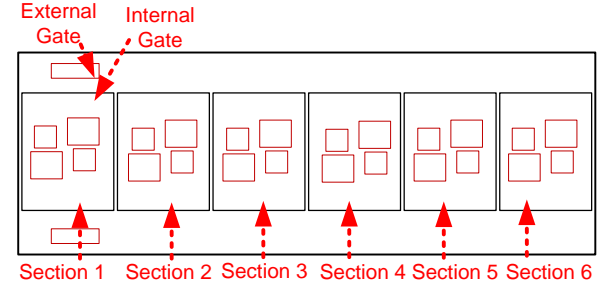 External
Gate
Internal
Gate
Section 1
Section 2
Section 3
Section 4
Section 5
Section 6